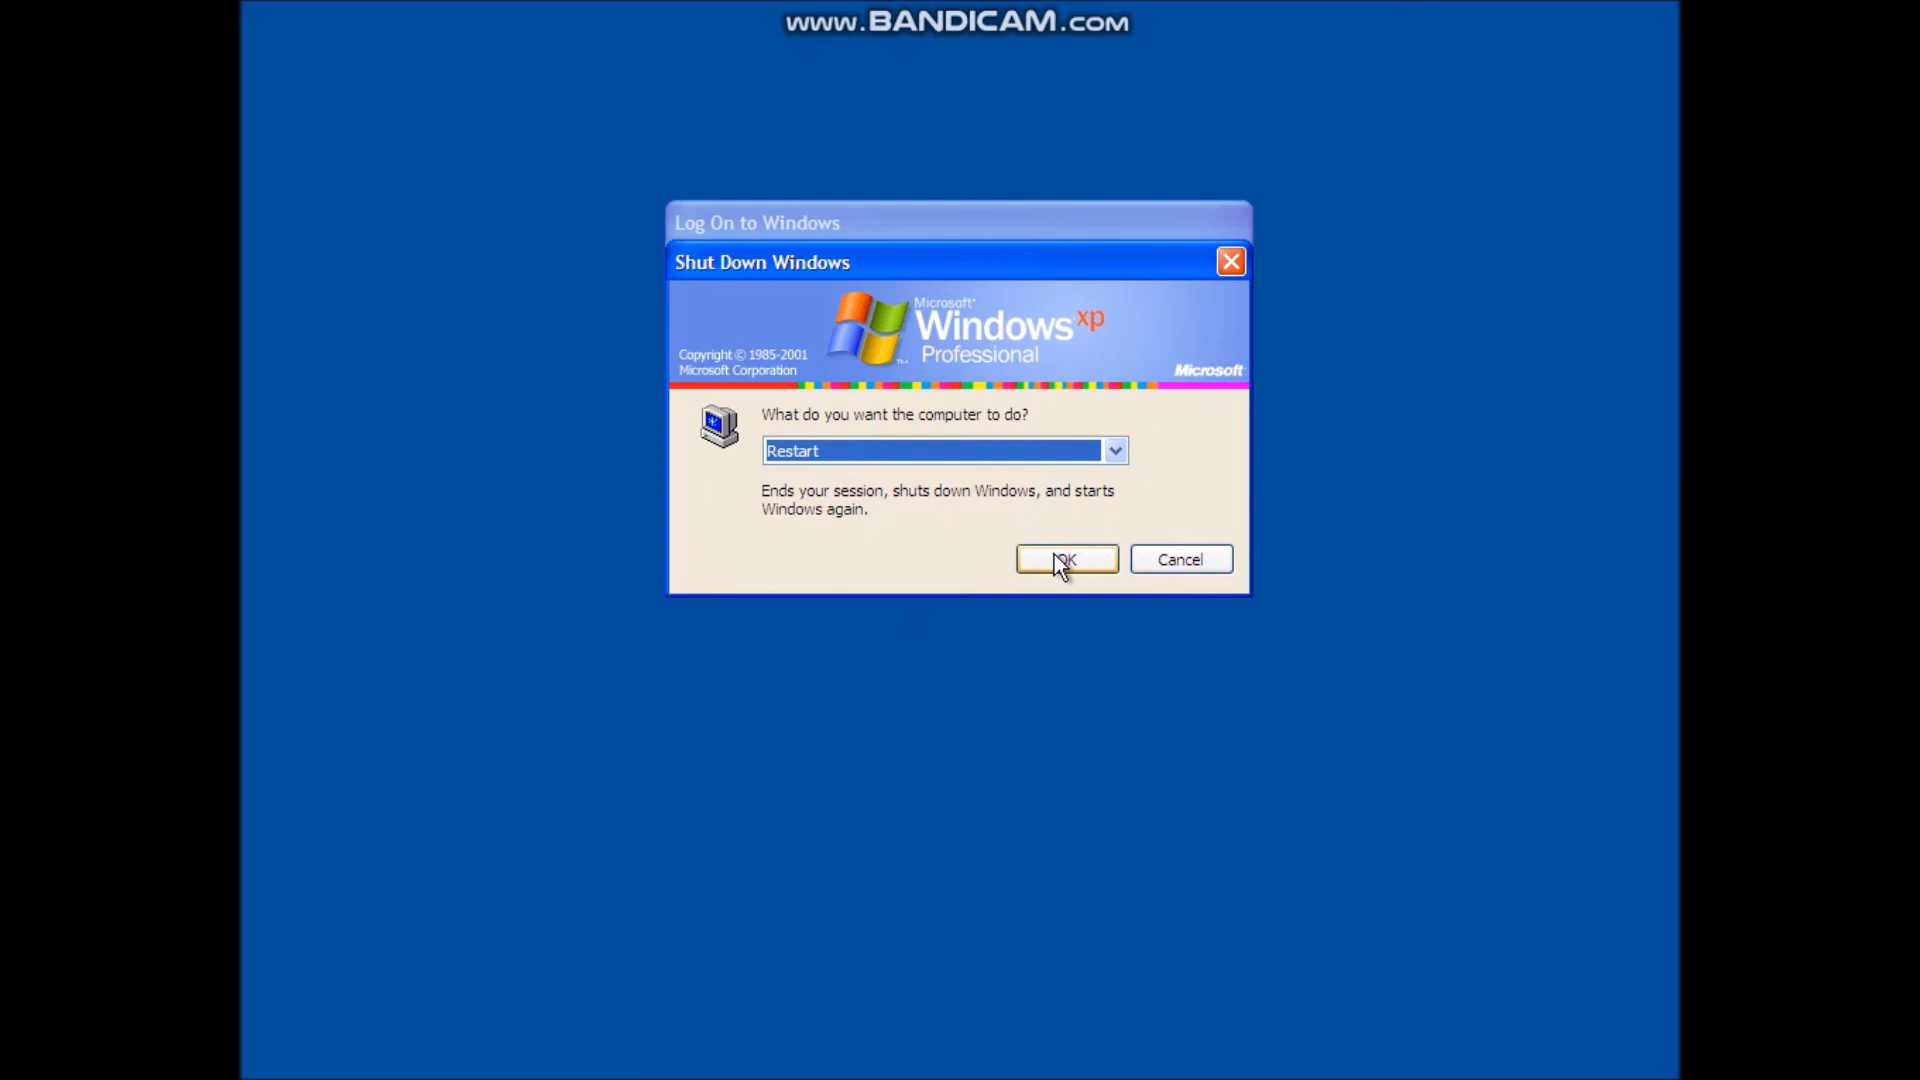 www.BANDICAM.com
Log On to Windows
Shut Down Windows
Microsoft®
Windows xp
Professional
Copyright © 1985-2001
Microsoft Corporation
Microsoft
What do you want the computer to do?
Restart
Ends your session, shuts down Windows, and starts
Windows again.
OK
Cancel